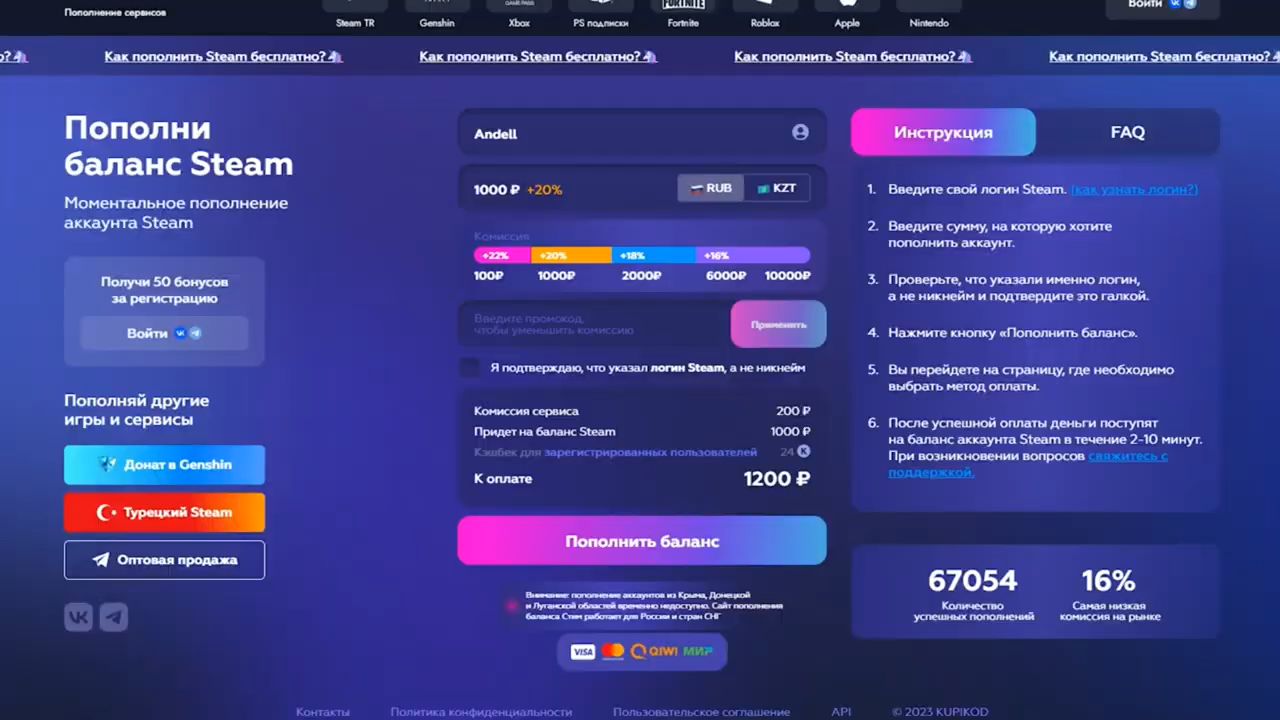 Пополнение сервисов
Steam TR
Genshin
Xbox
PS подписки
Fortnite
Roblox
Apple
Nintendo
Войти
о?
Как пополнить Steam бесплатно?
Как пополнить Steam бесплатно?
Как пополнить Steam бесплатно?
Как пополнить Steam бесплатно?
Пополни
баланс Steam
Моментальное пополнение
аккаунта Steam
Получи 50 бонусов
за регистрацию
Войти
Пополняй другие
игры и сервисы
Донат в Genshin
Турецкий Steam
Оптовая продажа
Andell
1000 ₽ +20%
RUB
KZT
Комиссия
+22% +20% +18% +16%
100₽ 1000₽ 2000₽ 6000₽ 10000₽
Введите промокод,
чтобы уменьшить комиссию
Применить
Я подтверждаю, что указал логин Steam, а не никнейм
Комиссия сервиса 200 ₽
Придет на баланс Steam 1000 ₽
Кэшбек для зарегистрированных пользователей 24 K
К оплате 1200 ₽
Пополнить баланс
Внимание: пополнение аккаунтов из Крыма, Донецкой
и Луганской областей временно недоступно. Сайт пополнения
баланса Стим работает для России и стран СНГ
VISA QIWI МИР
Инструкция
FAQ
1. Введите свой логин Steam. (как узнать логин?)
2. Введите сумму, на которую хотите
пополнить аккаунт.
3. Проверьте, что указали именно логин,
а не никнейм и подтвердите это галкой.
4. Нажмите кнопку «Пополнить баланс».
5. Вы перейдете на страницу, где необходимо
выбрать метод оплаты.
6. После успешной оплаты деньги поступят
на баланс аккаунта Steam в течение 2-10 минут.
При возникновении вопросов свяжитесь с
поддержкой.
67054
Количество
успешных пополнений
16%
Самая низкая
комиссия на рынке
Контакты
Политика конфиденциальности
Пользовательское соглашение
API
© 2023 KUPIKOD